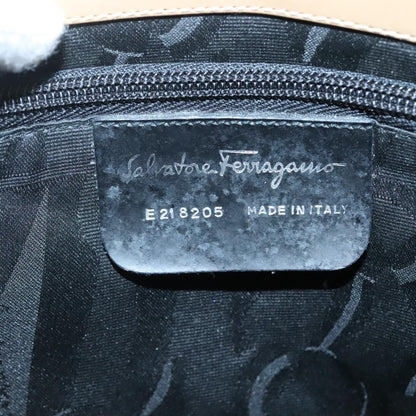 Salvatore Ferragamo
E21 8205 MADE IN ITALY